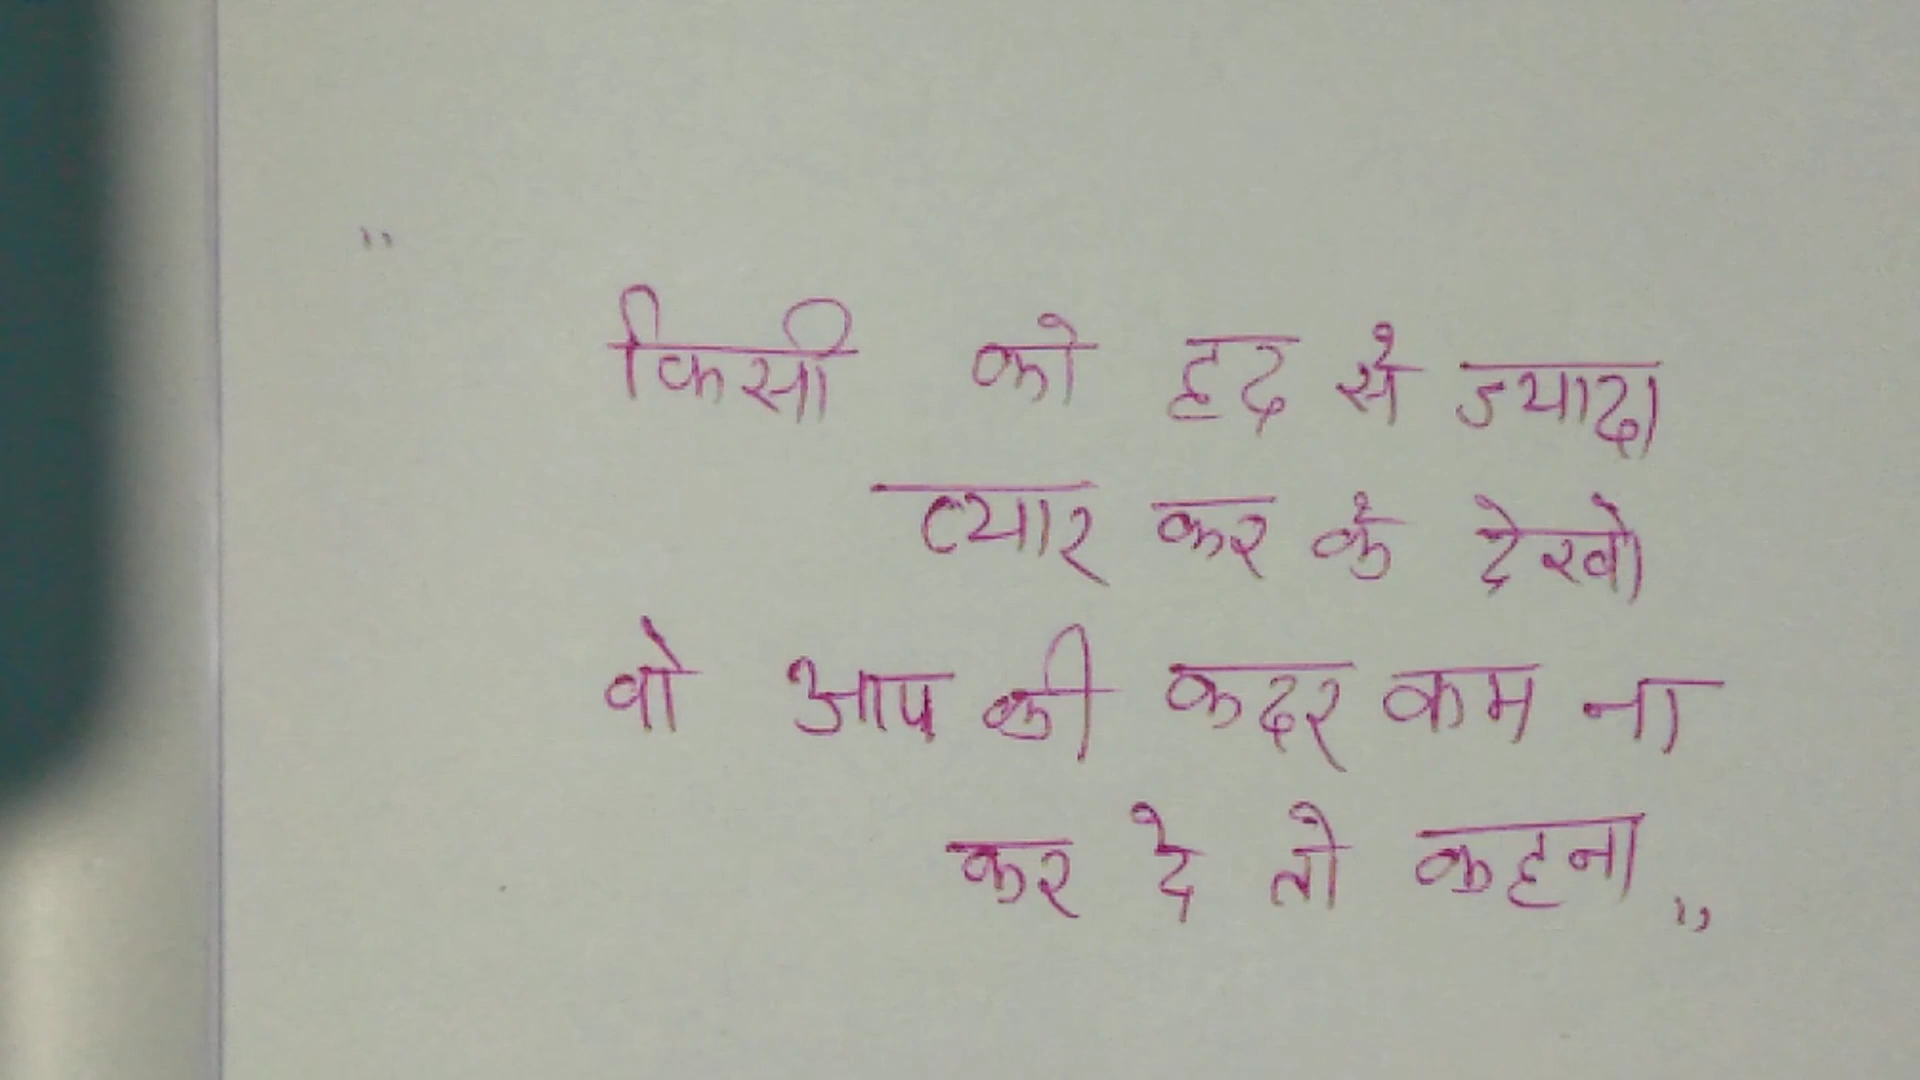 "
किसी को हद से ज्यादा
प्यार कर के देखो
वो आप की कदर कम ना
कर दे तो कहना "